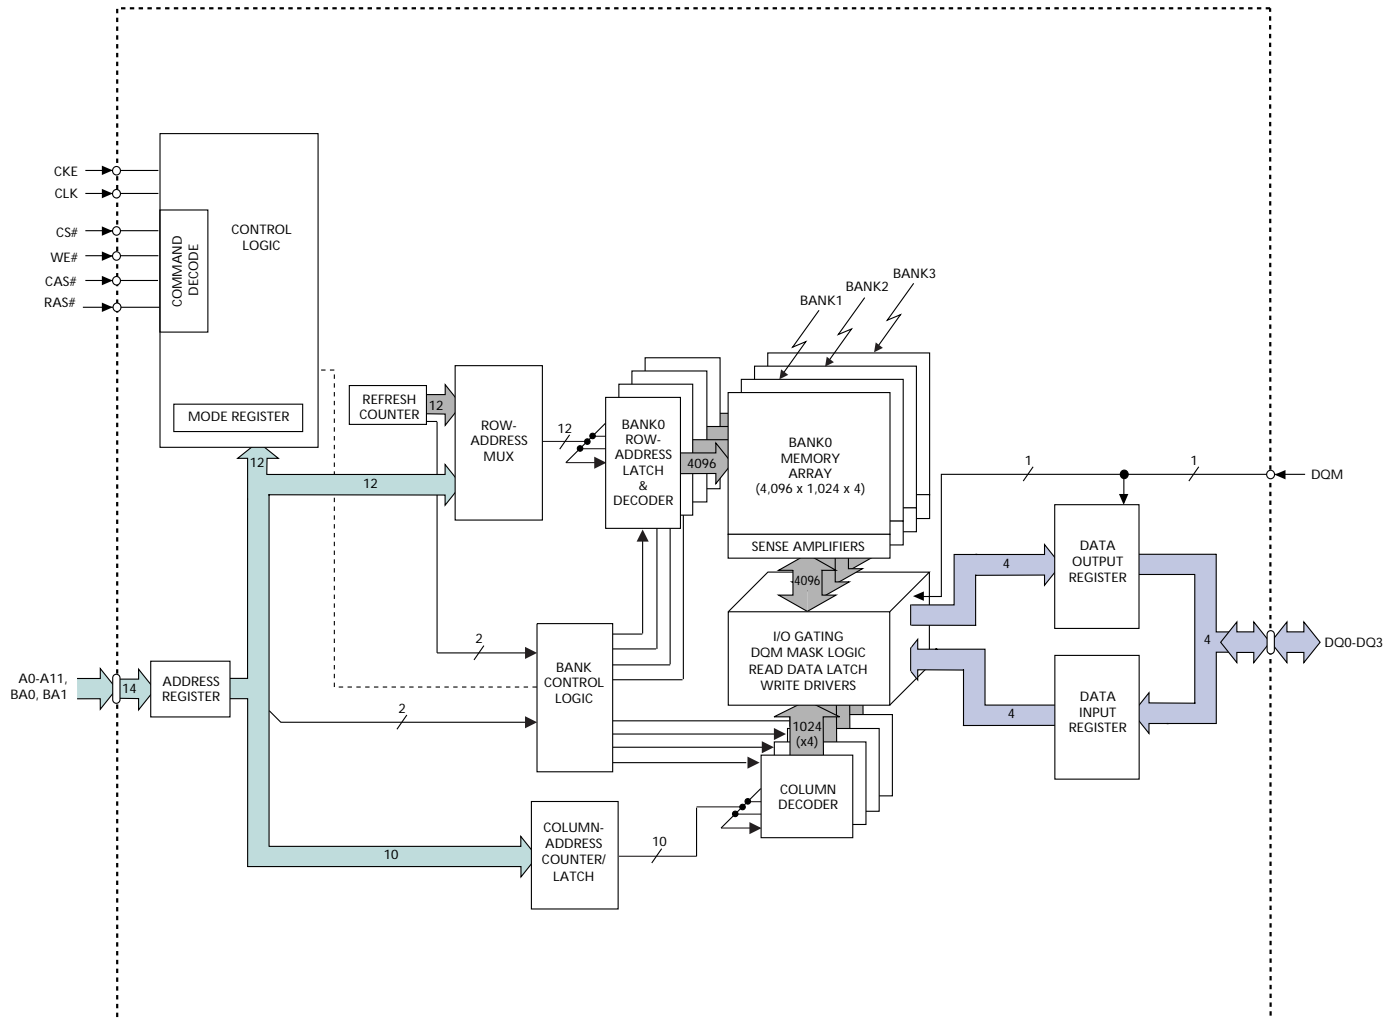 CKE
CLK
CS#
WE#
CAS#
RAS#
COMMAND
DECODE
CONTROL
LOGIC
MODE REGISTER
12
12
REFRESH
COUNTER
12
ROW-
ADDRESS
MUX
12
BANK0
ROW-
ADDRESS
LATCH
&
DECODER
4096
BANK1
BANK2
BANK3
BANK0
MEMORY
ARRAY
(4,096 x 1,024 x 4)
SENSE AMPLIFIERS
4096
I/O GATING
DQM MASK LOGIC
READ DATA LATCH
WRITE DRIVERS
1
1
DQM
4
DATA
OUTPUT
REGISTER
4
DQ0-DQ3
DATA
INPUT
REGISTER
4
A0-A11,
BA0, BA1
14
ADDRESS
REGISTER
2
2
BANK
CONTROL
LOGIC
1024
(x4)
COLUMN
DECODER
10
COLUMN-
ADDRESS
COUNTER/
LATCH
10